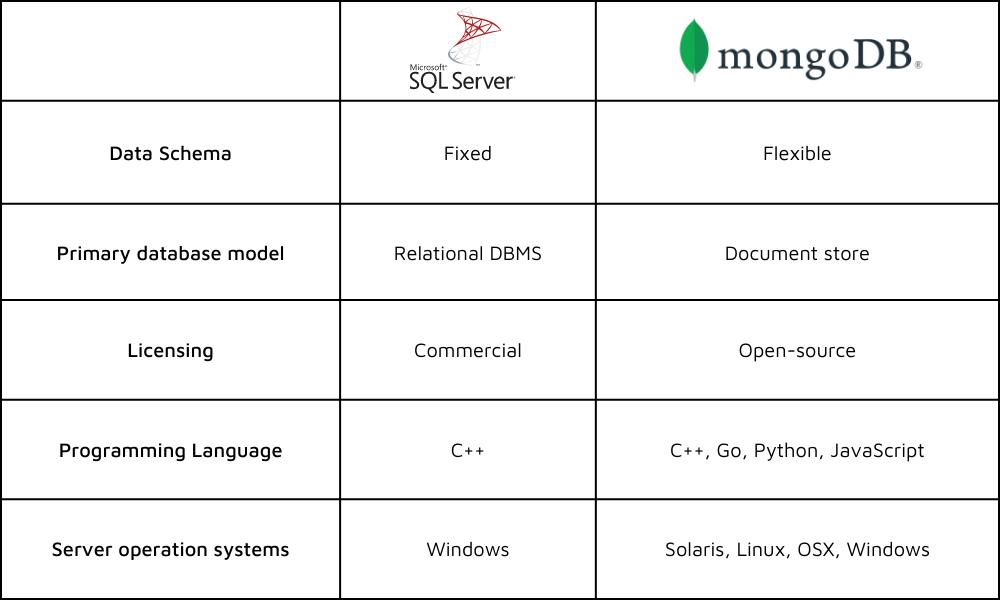 Microsoft®
SQL Server®
mongoDB®
Data Schema
Fixed
Flexible
Primary database model
Relational DBMS
Document store
Licensing
Commercial
Open-source
Programming Language
C++
C++, Go, Python, JavaScript
Server operation systems
Windows
Solaris, Linux, OSX, Windows